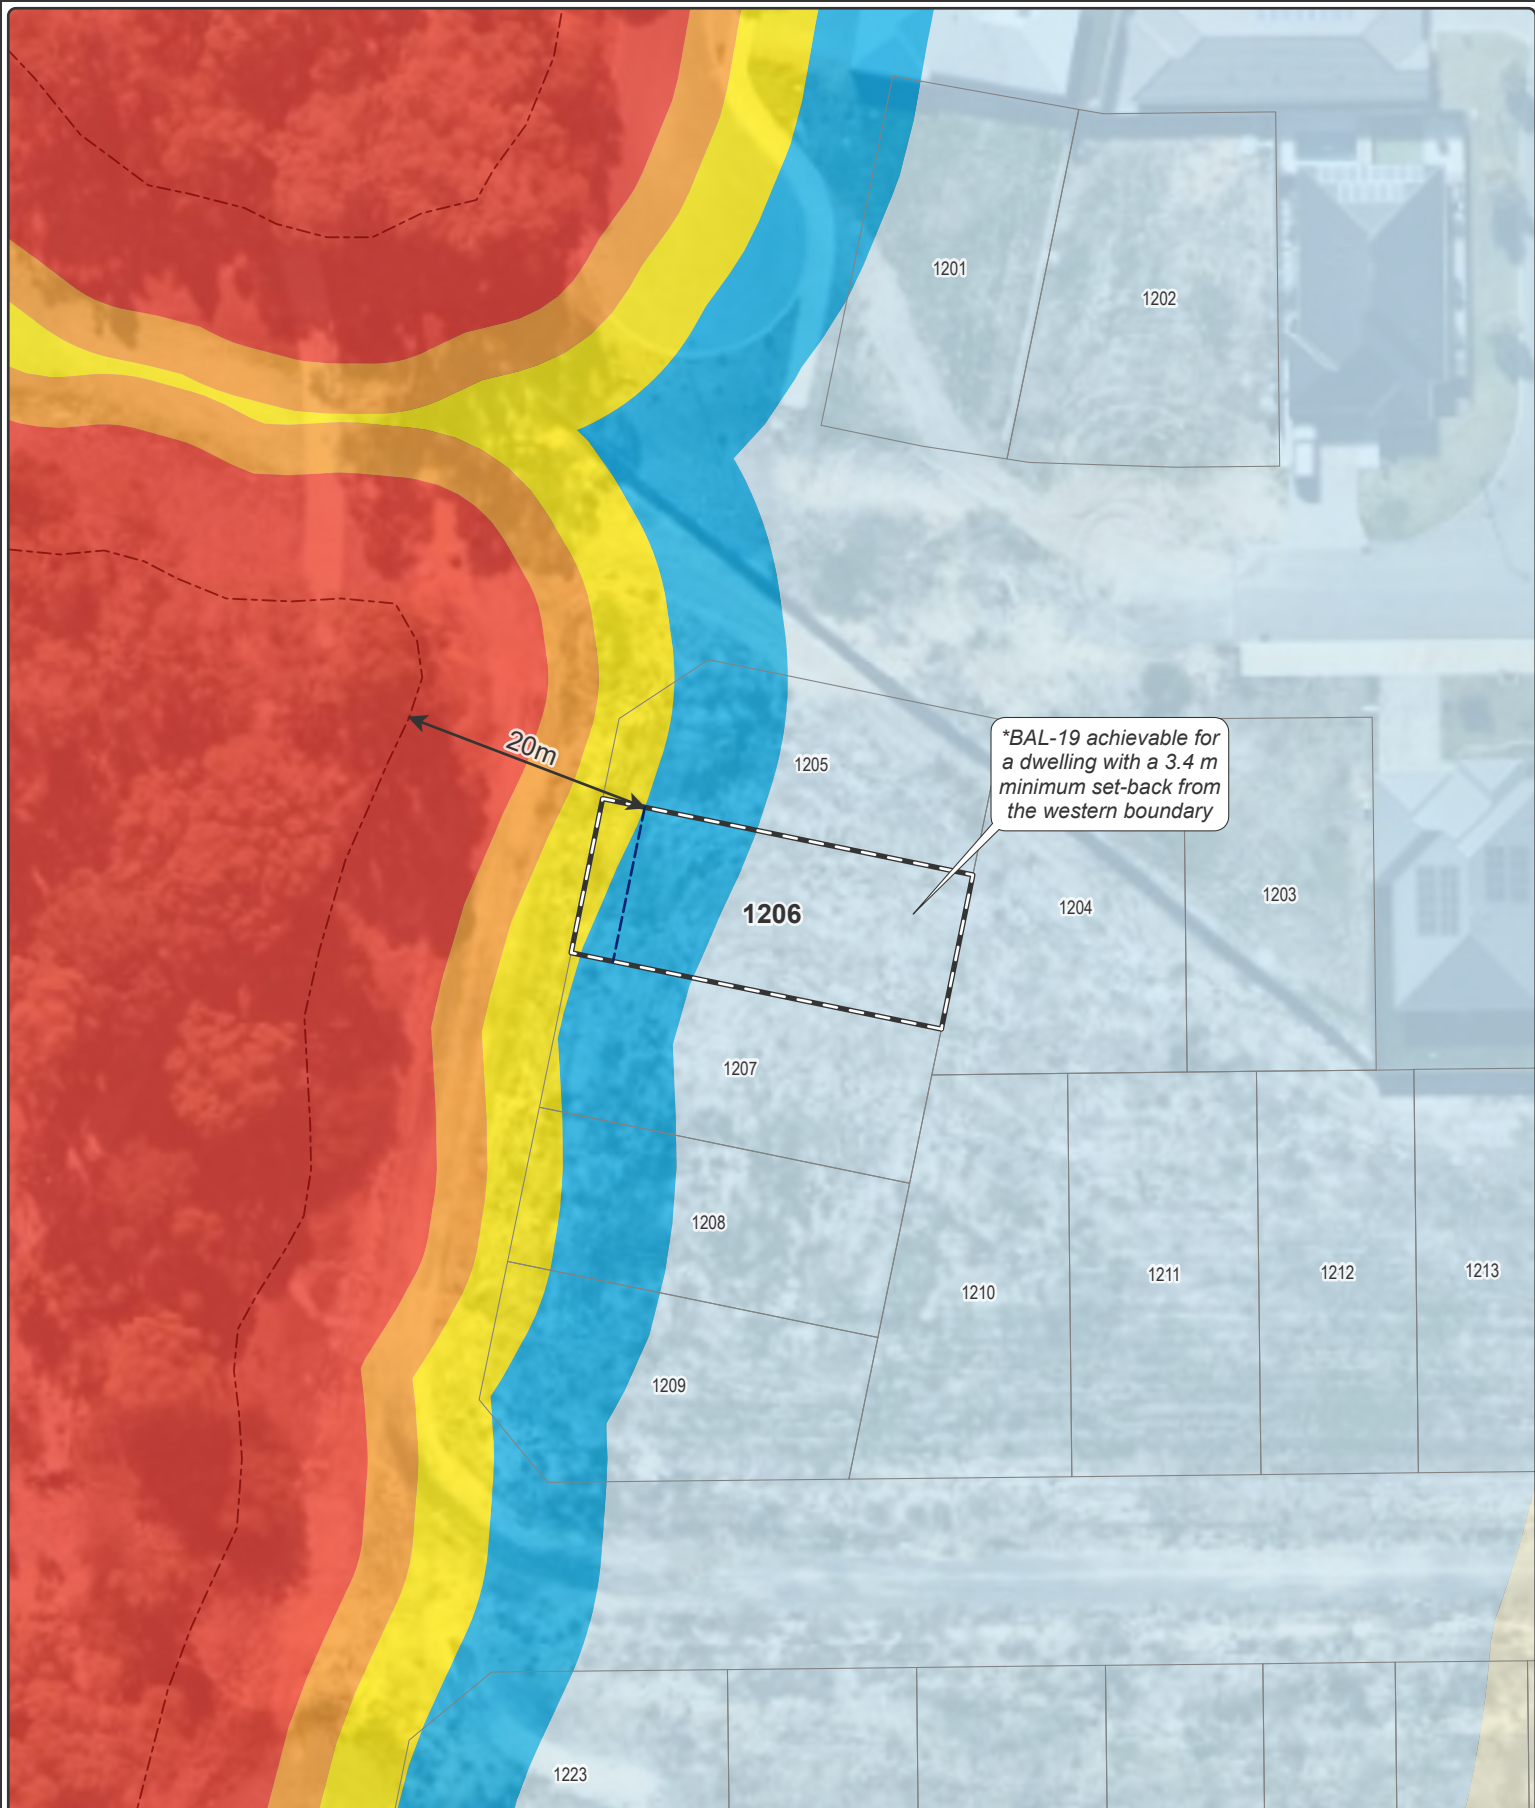 1201
1202
20m
1205
*BAL-19 achievable for
a dwelling with a 3.4 m
minimum set-back from
the western boundary
1206
1204
1203
1207
1208
1209
1210
1211
1212
1213
1223